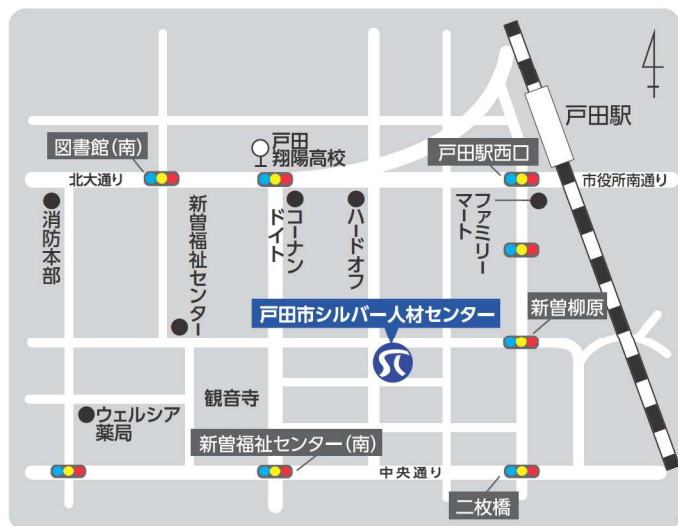 戸田駅
図書館(南)
戸田
翔陽高校
戸田駅西口
北大通り
市役所南通り
消防本部
新曽福祉センター
コーナン
ドイト
ハードオフ
ファミリー
マート
戸田市シルバー人材センター
新曽柳原
観音寺
ウェルシア
薬局
新曽福祉センター(南)
中央通り
二枚橋